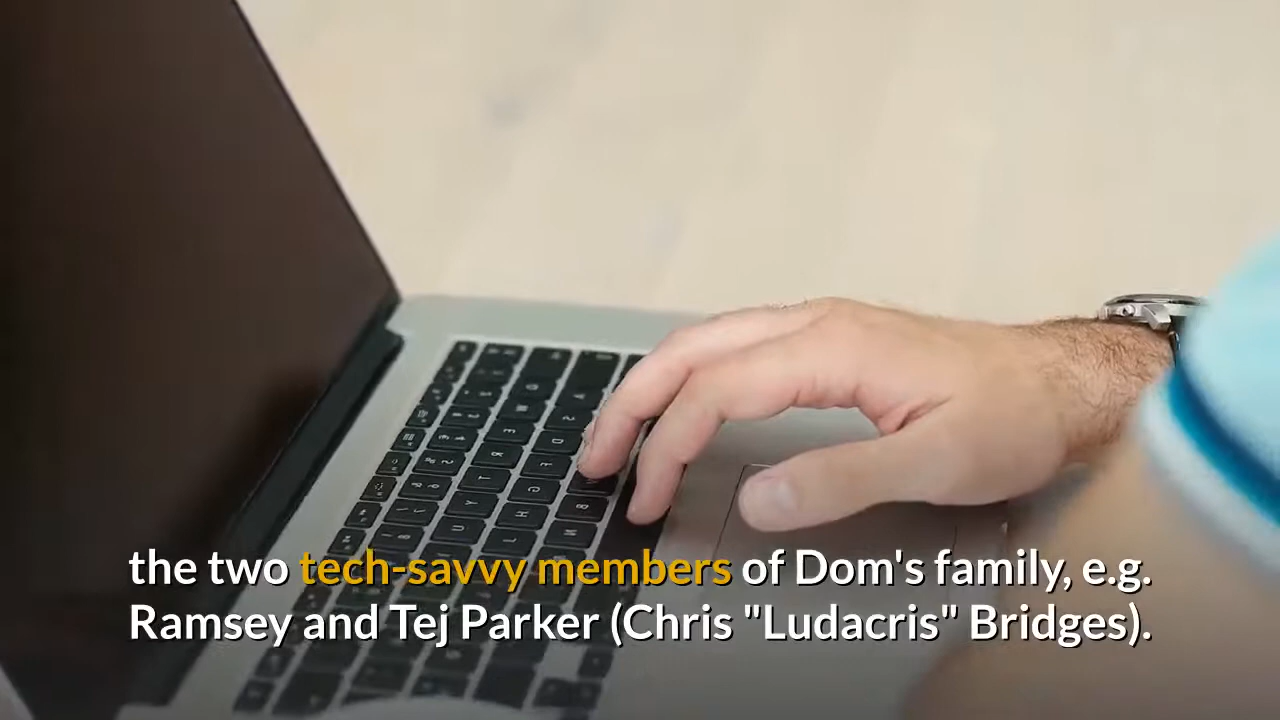 the two tech-savvy members of Dom's family, e.g.
Ramsey and Tej Parker (Chris "Ludacris" Bridges).